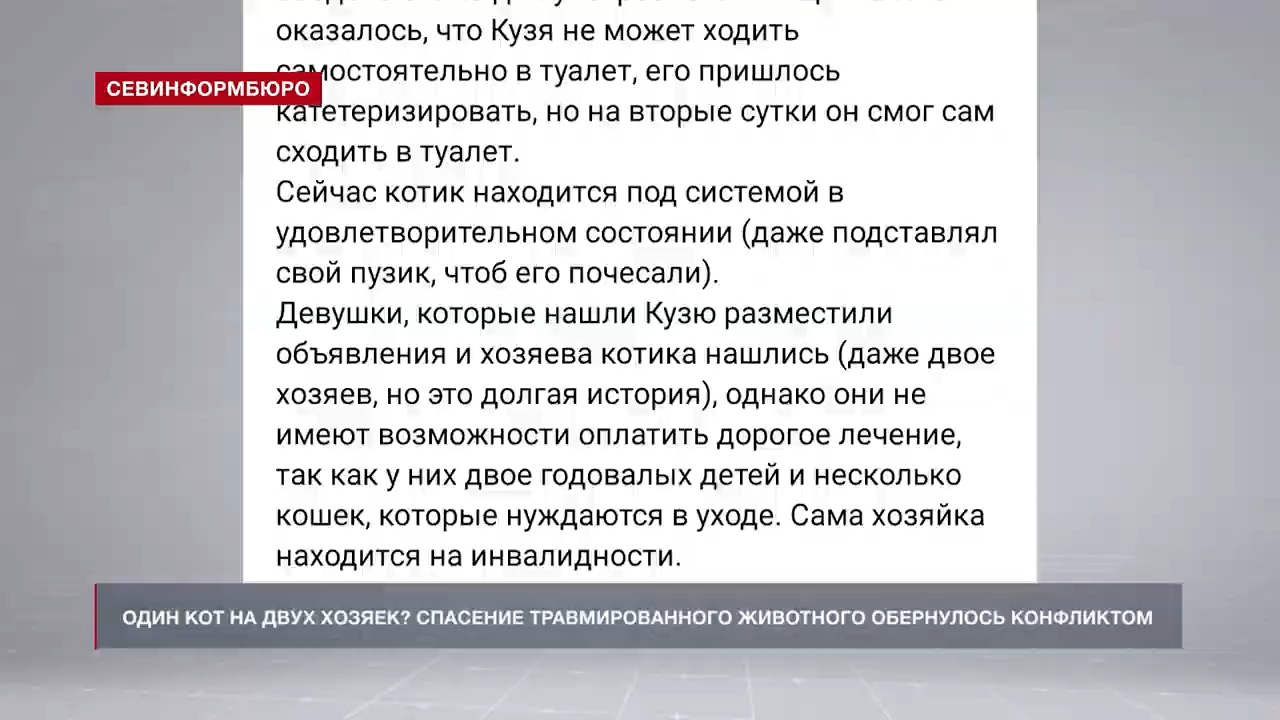 оказалось, что Кузя не может ходить
СЕВИНФОРМБЮРО
самостоятельно в туалет, его пришлось
катетеризировать, но на вторые сутки он смог сам
сходить в туалет.
Сейчас котик находится под системой в
удовлетворительном состоянии (даже подставлял
свой пузик, чтоб его почесали).
Девушки, которые нашли Кузю разместили
объявления и хозяева котика нашлись (даже двое
хозяев, но это долгая история), однако они не
имеют возможности оплатить дорогое лечение,
так как у них двое годовалых детей и несколько
кошек, которые нуждаются в уходе. Сама хозяйка
находится на инвалидности.
ОДИН КОТ НА ДВУХ ХОЗЯЕК? СПАСЕНИЕ ТРАВМИРОВАННОГО ЖИВОТНОГО ОБЕРНУЛОСЬ КОНФЛИКТОМ